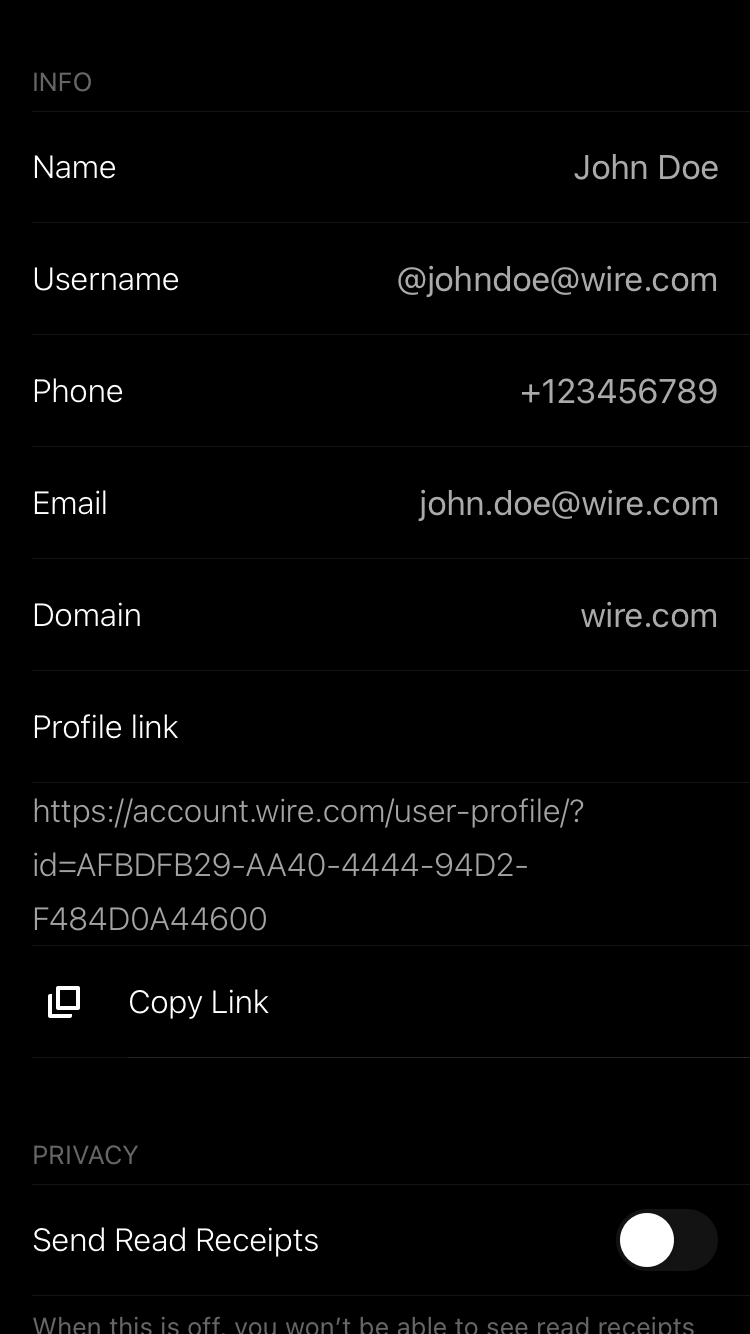 INFO
Name John Doe
Username @johndoe@wire.com
Phone +123456789
Email john.doe@wire.com
Domain wire.com
Profile link
https://account.wire.com/user-profile/?
id=AFBDFB29-AA40-4444-94D2-
F484D0A44600
Copy Link
PRIVACY
Send Read Receipts
When this is off, you won’t be able to see read receipts